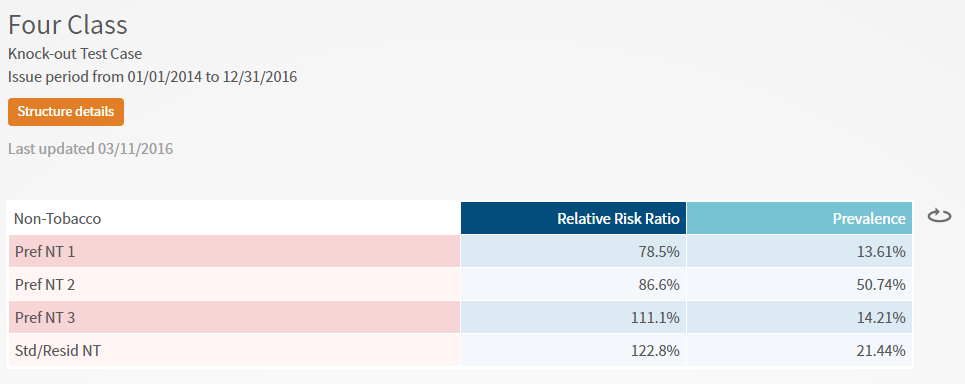 Four Class
Knock-out Test Case
Issue period from 01/01/2014 to 12/31/2016
Structure details
Last updated 03/11/2016
Non-Tobacco Relative Risk Ratio Prevalence
Pref NT 1 78.5% 13.61%
Pref NT 2 86.6% 50.74%
Pref NT 3 111.1% 14.21%
Std/Resid NT 122.8% 21.44%